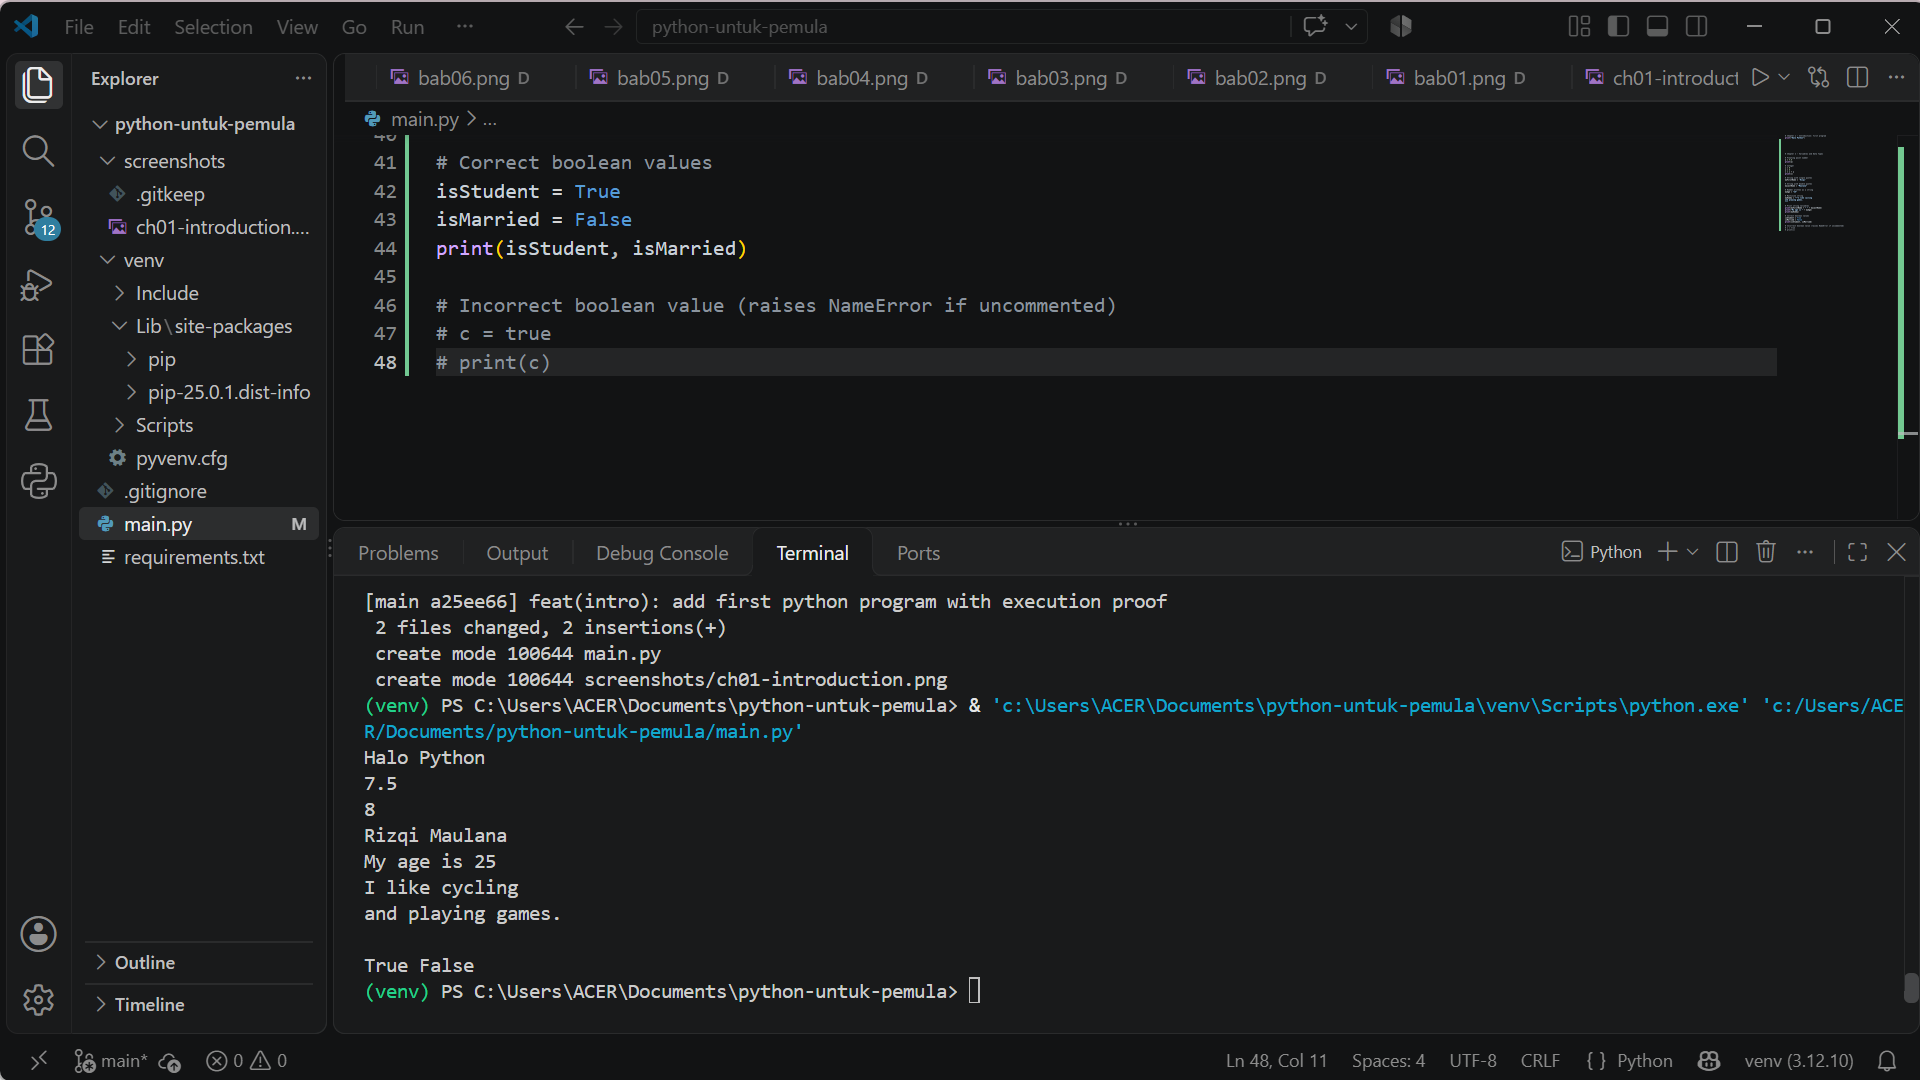 File Edit Selection View Go Run ...
python-untuk-pemula
Explorer
python-untuk-pemula
screenshots
.gitkeep
ch01-introduction....
venv
Include
Lib\site-packages
pip
pip-25.0.1.dist-info
Scripts
pyvenv.cfg
.gitignore
main.py M
requirements.txt
Outline
Timeline
12
bab06.png D bab05.png D bab04.png D bab03.png D bab02.png D bab01.png D ch01-introduct
main.py > ...
40
41 # Correct boolean values
42 isStudent = True
43 isMarried = False
44 print(isStudent, isMarried)
45
46 # Incorrect boolean value (raises NameError if uncommented)
47 # c = true
48 # print(c)
Problems Output Debug Console Terminal Ports
Python
[main a25ee66] feat(intro): add first python program with execution proof
2 files changed, 2 insertions(+)
create mode 100644 main.py
create mode 100644 screenshots/ch01-introduction.png
(venv) PS C:\Users\ACER\Documents\python-untuk-pemula> & 'c:\Users\ACER\Documents\python-untuk-pemula\venv\Scripts\python.exe' 'c:/Users/ACE
R/Documents/python-untuk-pemula/main.py'
Halo Python
7.5
8
Rizqi Maulana
My age is 25
I like cycling
and playing games.
True False
(venv) PS C:\Users\ACER\Documents\python-untuk-pemula>
main* 0 0 Ln 48, Col 11 Spaces: 4 UTF-8 CRLF { } Python venv (3.12.10)